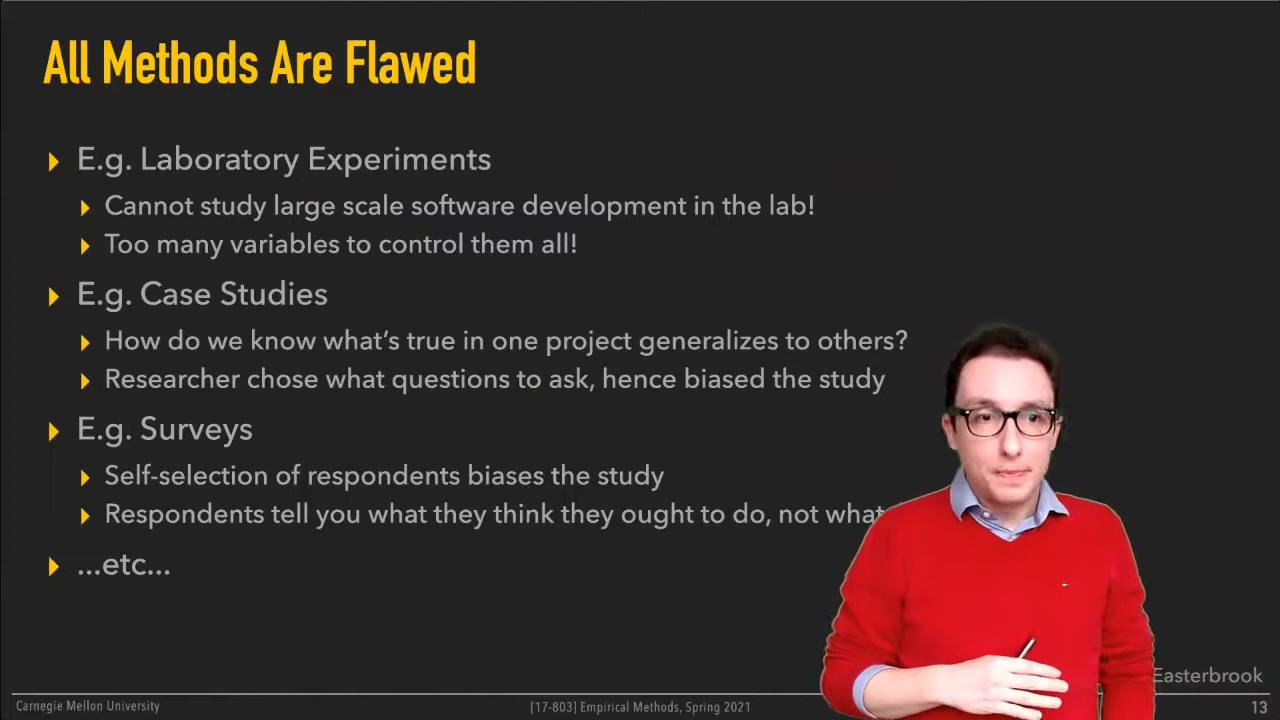 All Methods Are Flawed
E.g. Laboratory Experiments
Cannot study large scale software development in the lab!
Too many variables to control them all!
E.g. Case Studies
How do we know what's true in one project generalizes to others?
Researcher chose what questions to ask, hence biased the study
E.g. Surveys
Self-selection of respondents biases the study
Respondents tell you what they think they ought to do, not what
...etc...
Easterbrook
Carnegie Mellon University
[17-803] Empirical Methods, Spring 2021
13